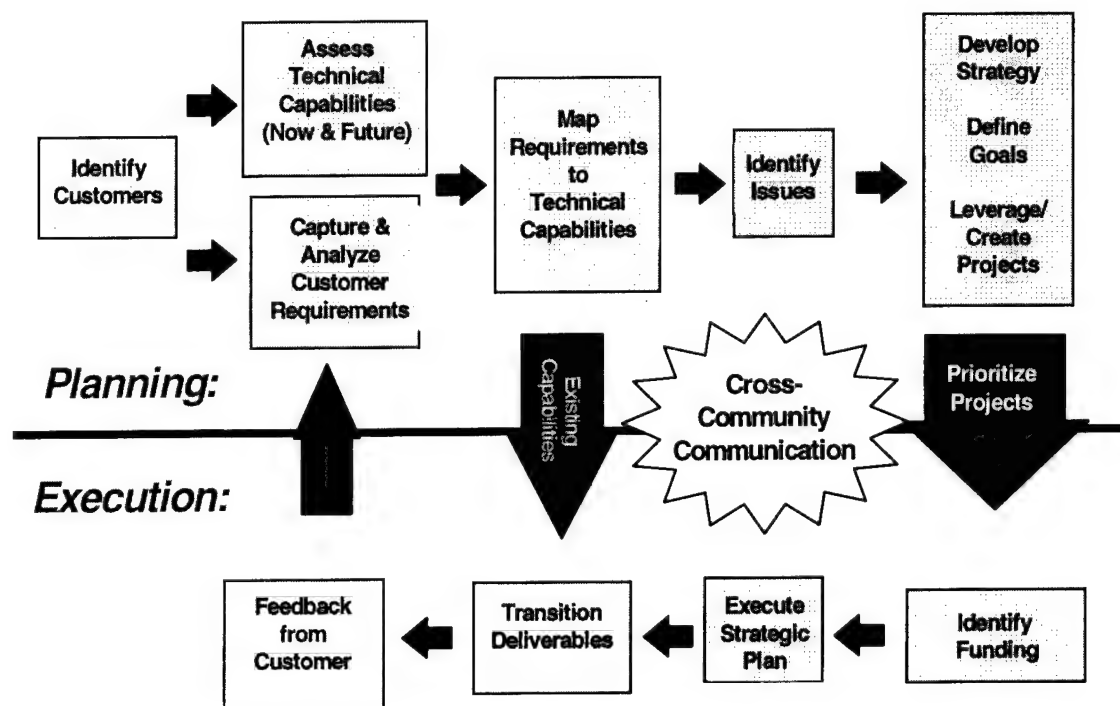 Assess
Technical
Capabilities
(Now & Future)
Identify
Customers
Capture &
Analyze
Customer
Requirements
Map
Requirements
to
Technical
Capabilities
Identify
Issues
Develop
Strategy
Define
Goals
Leverage/
Create
Projects
Planning:
Existing
Capabilities
Cross-
Community
Communication
Prioritize
Projects
Execution:
Feedback
from
Customer
Transition
Deliverables
Execute
Strategic
Plan
Identify
Funding